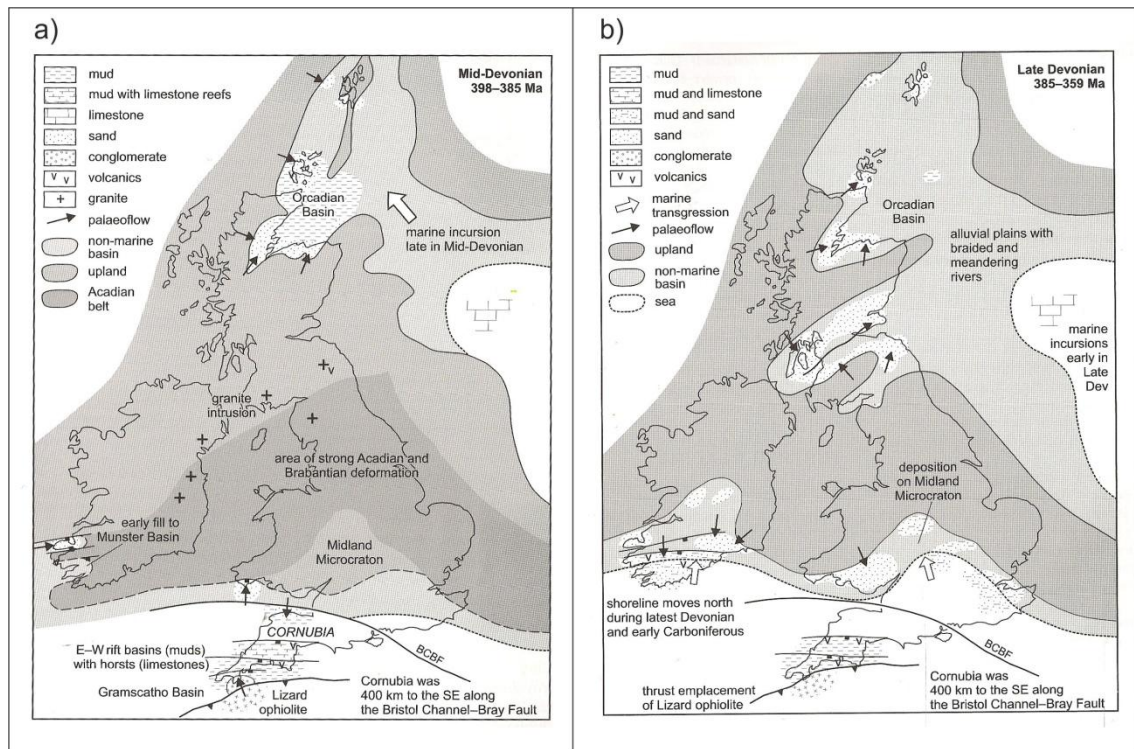 a)
Mid-Devonian
398–385 Ma
mud
mud with limestone reefs
limestone
sand
conglomerate
v v
volcanics
+
granite
palaeoflow
non-marine
basin
upland
Acadian
belt
Orcadian
Basin
marine incursion
late in Mid-Devonian
+v
granite
intrusion
+
+
+
area of strong Acadian and
Brabantian deformation
+
+
early fill to
Munster Basin
Midland
Microcraton
CORNUBIA
E–W rift basins (muds)
with horsts (limestones)
BCBF
Gramscatho Basin
Lizard
ophiolite
Cornubia was
400 km to the SE along
the Bristol Channel–Bray Fault
b)
Late Devonian
385–359 Ma
mud
mud and limestone
mud and sand
sand
conglomerate
v v
volcanics
marine
transgression
palaeoflow
upland
non-marine
basin
sea
Orcadian
Basin
alluvial plains with
braided and
meandering
rivers
marine
incursions
early in
Late
Dev
deposition
on Midland
Microcraton
shoreline moves north
during latest Devonian
and early Carboniferous
BCBF
thrust emplacement
of Lizard ophiolite
Cornubia was
400 km to the SE along
the Bristol Channel–Bray Fault